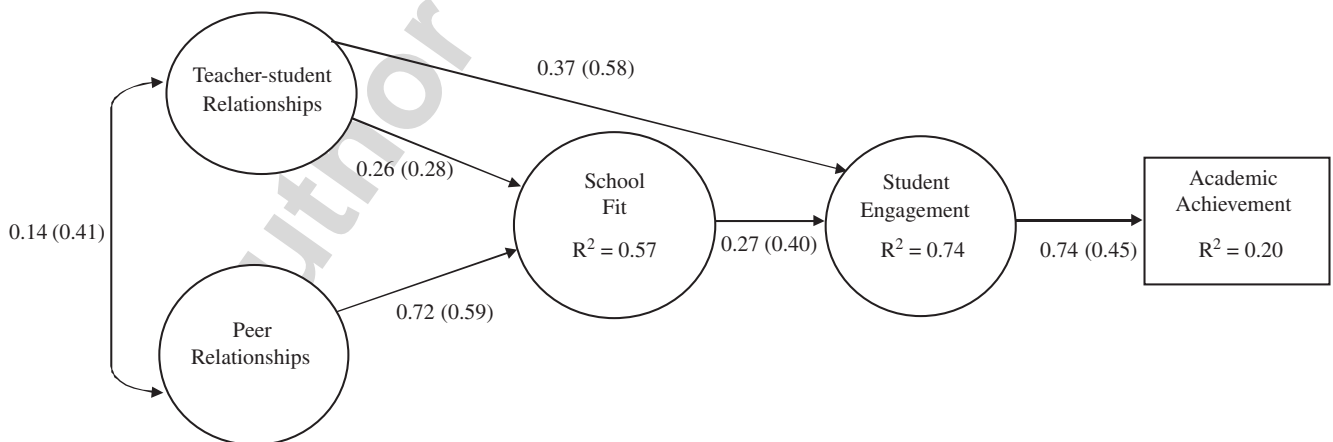 Teacher-student
Relationships
0.37 (0.58)
0.26 (0.28)
0.14 (0.41)
School
Fit
R² = 0.57
0.27 (0.40)
Student
Engagement
R² = 0.74
0.74 (0.45)
Academic
Achievement
R² = 0.20
0.72 (0.59)
Peer
Relationships
uthor